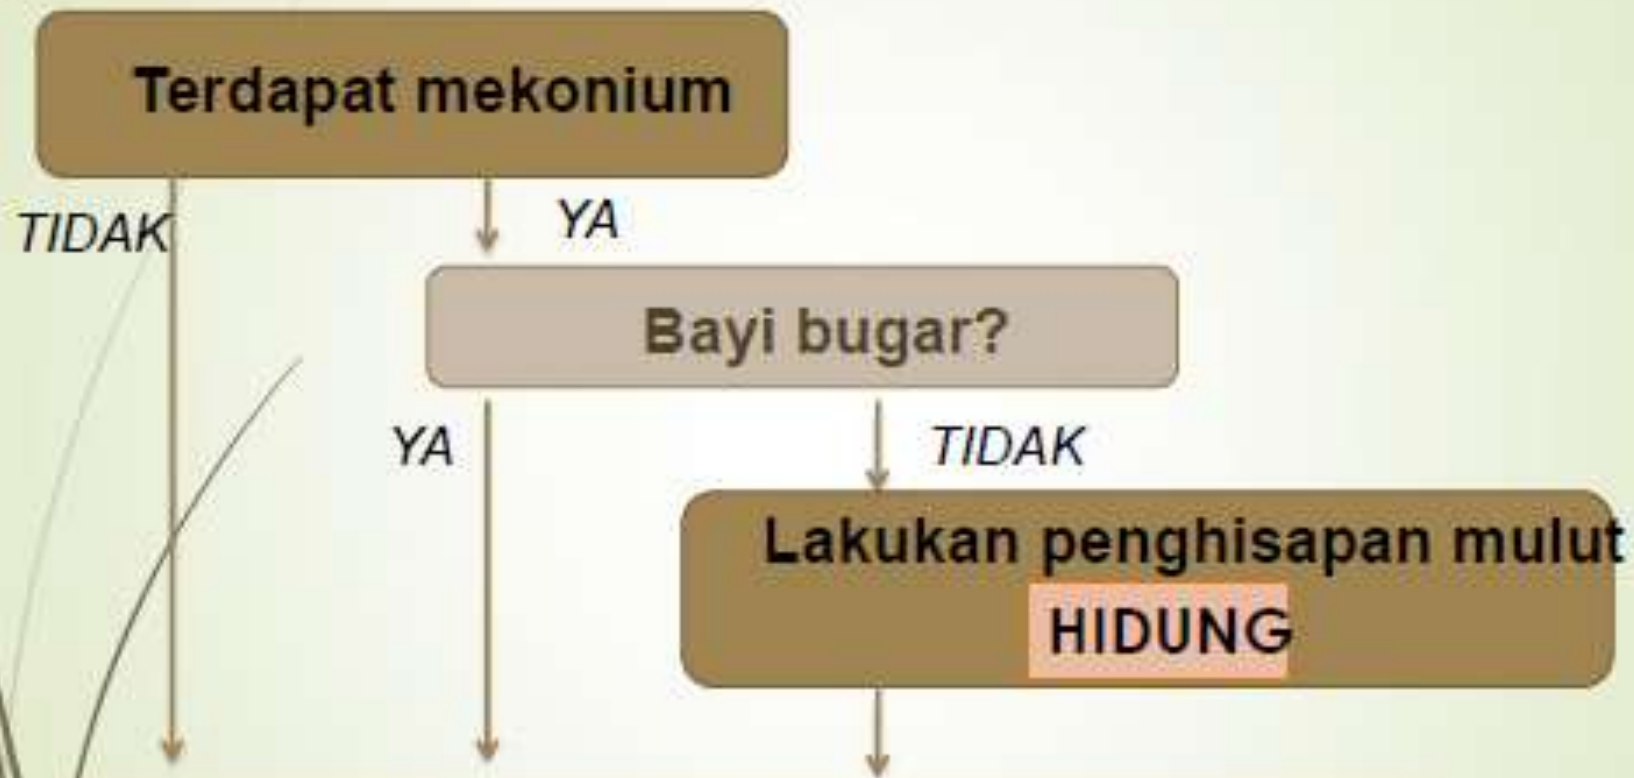 Terdapat mekonium
TIDAK
YA
Bayi bugar?
YA
TIDAK
Lakukan penghisapan mulut
HIDUNG